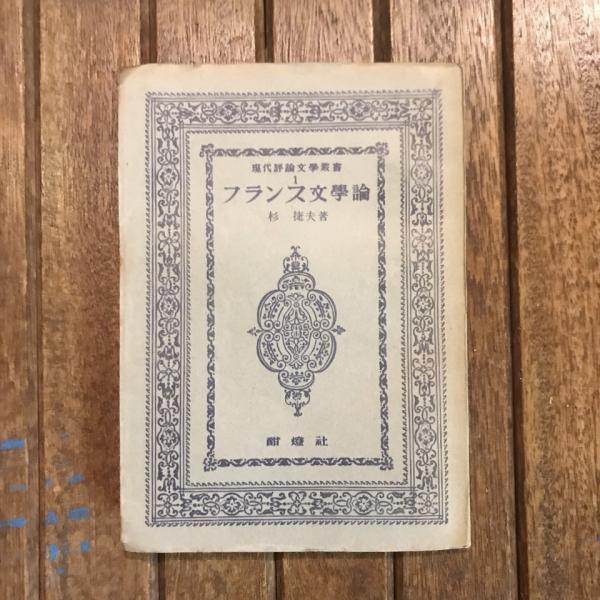 現代評論文學叢書
1
フランス文學論
杉 捷夫著
酣燈社